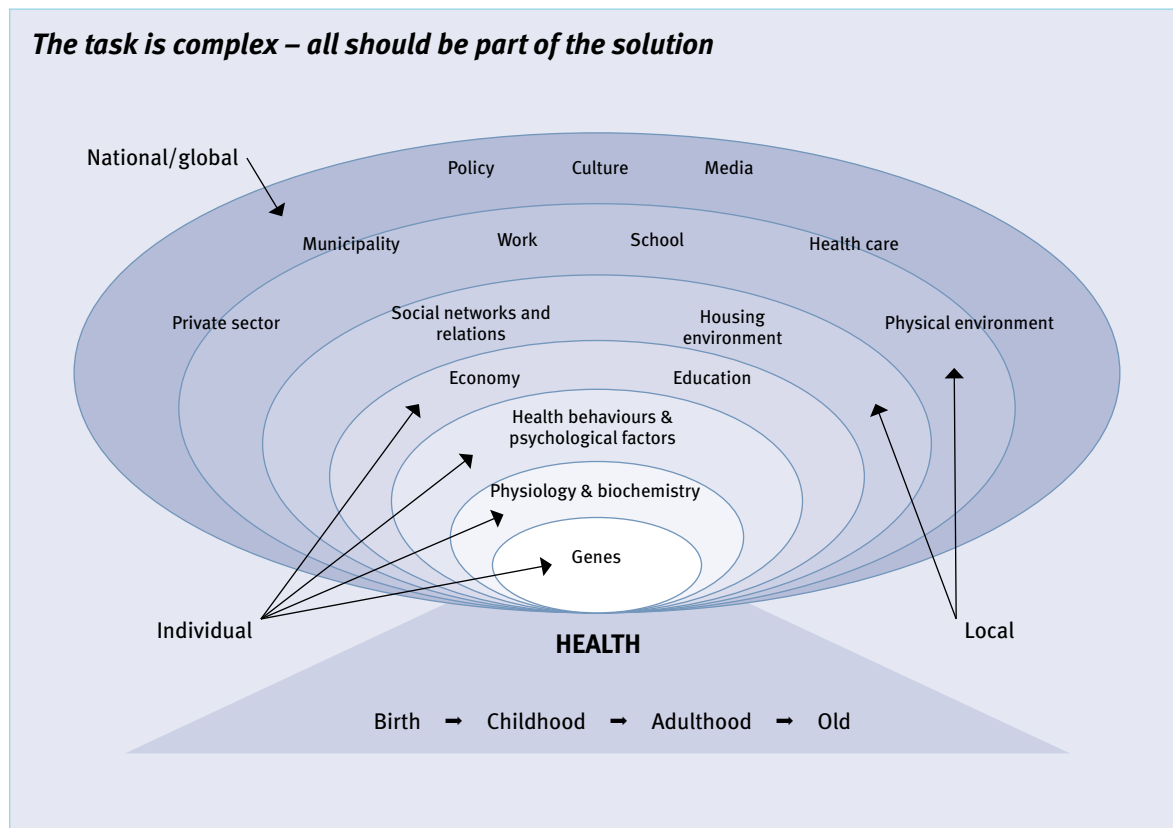 The task is complex – all should be part of the solution
National/global
Policy Culture Media
Municipality Work School Health care
Private sector
Social networks and
relations
Housing
environment
Physical environment
Economy Education
Health behaviours &
psychological factors
Physiology & biochemistry
Genes
Individual
Local
HEALTH
Birth ➡ Childhood ➡ Adulthood ➡ Old